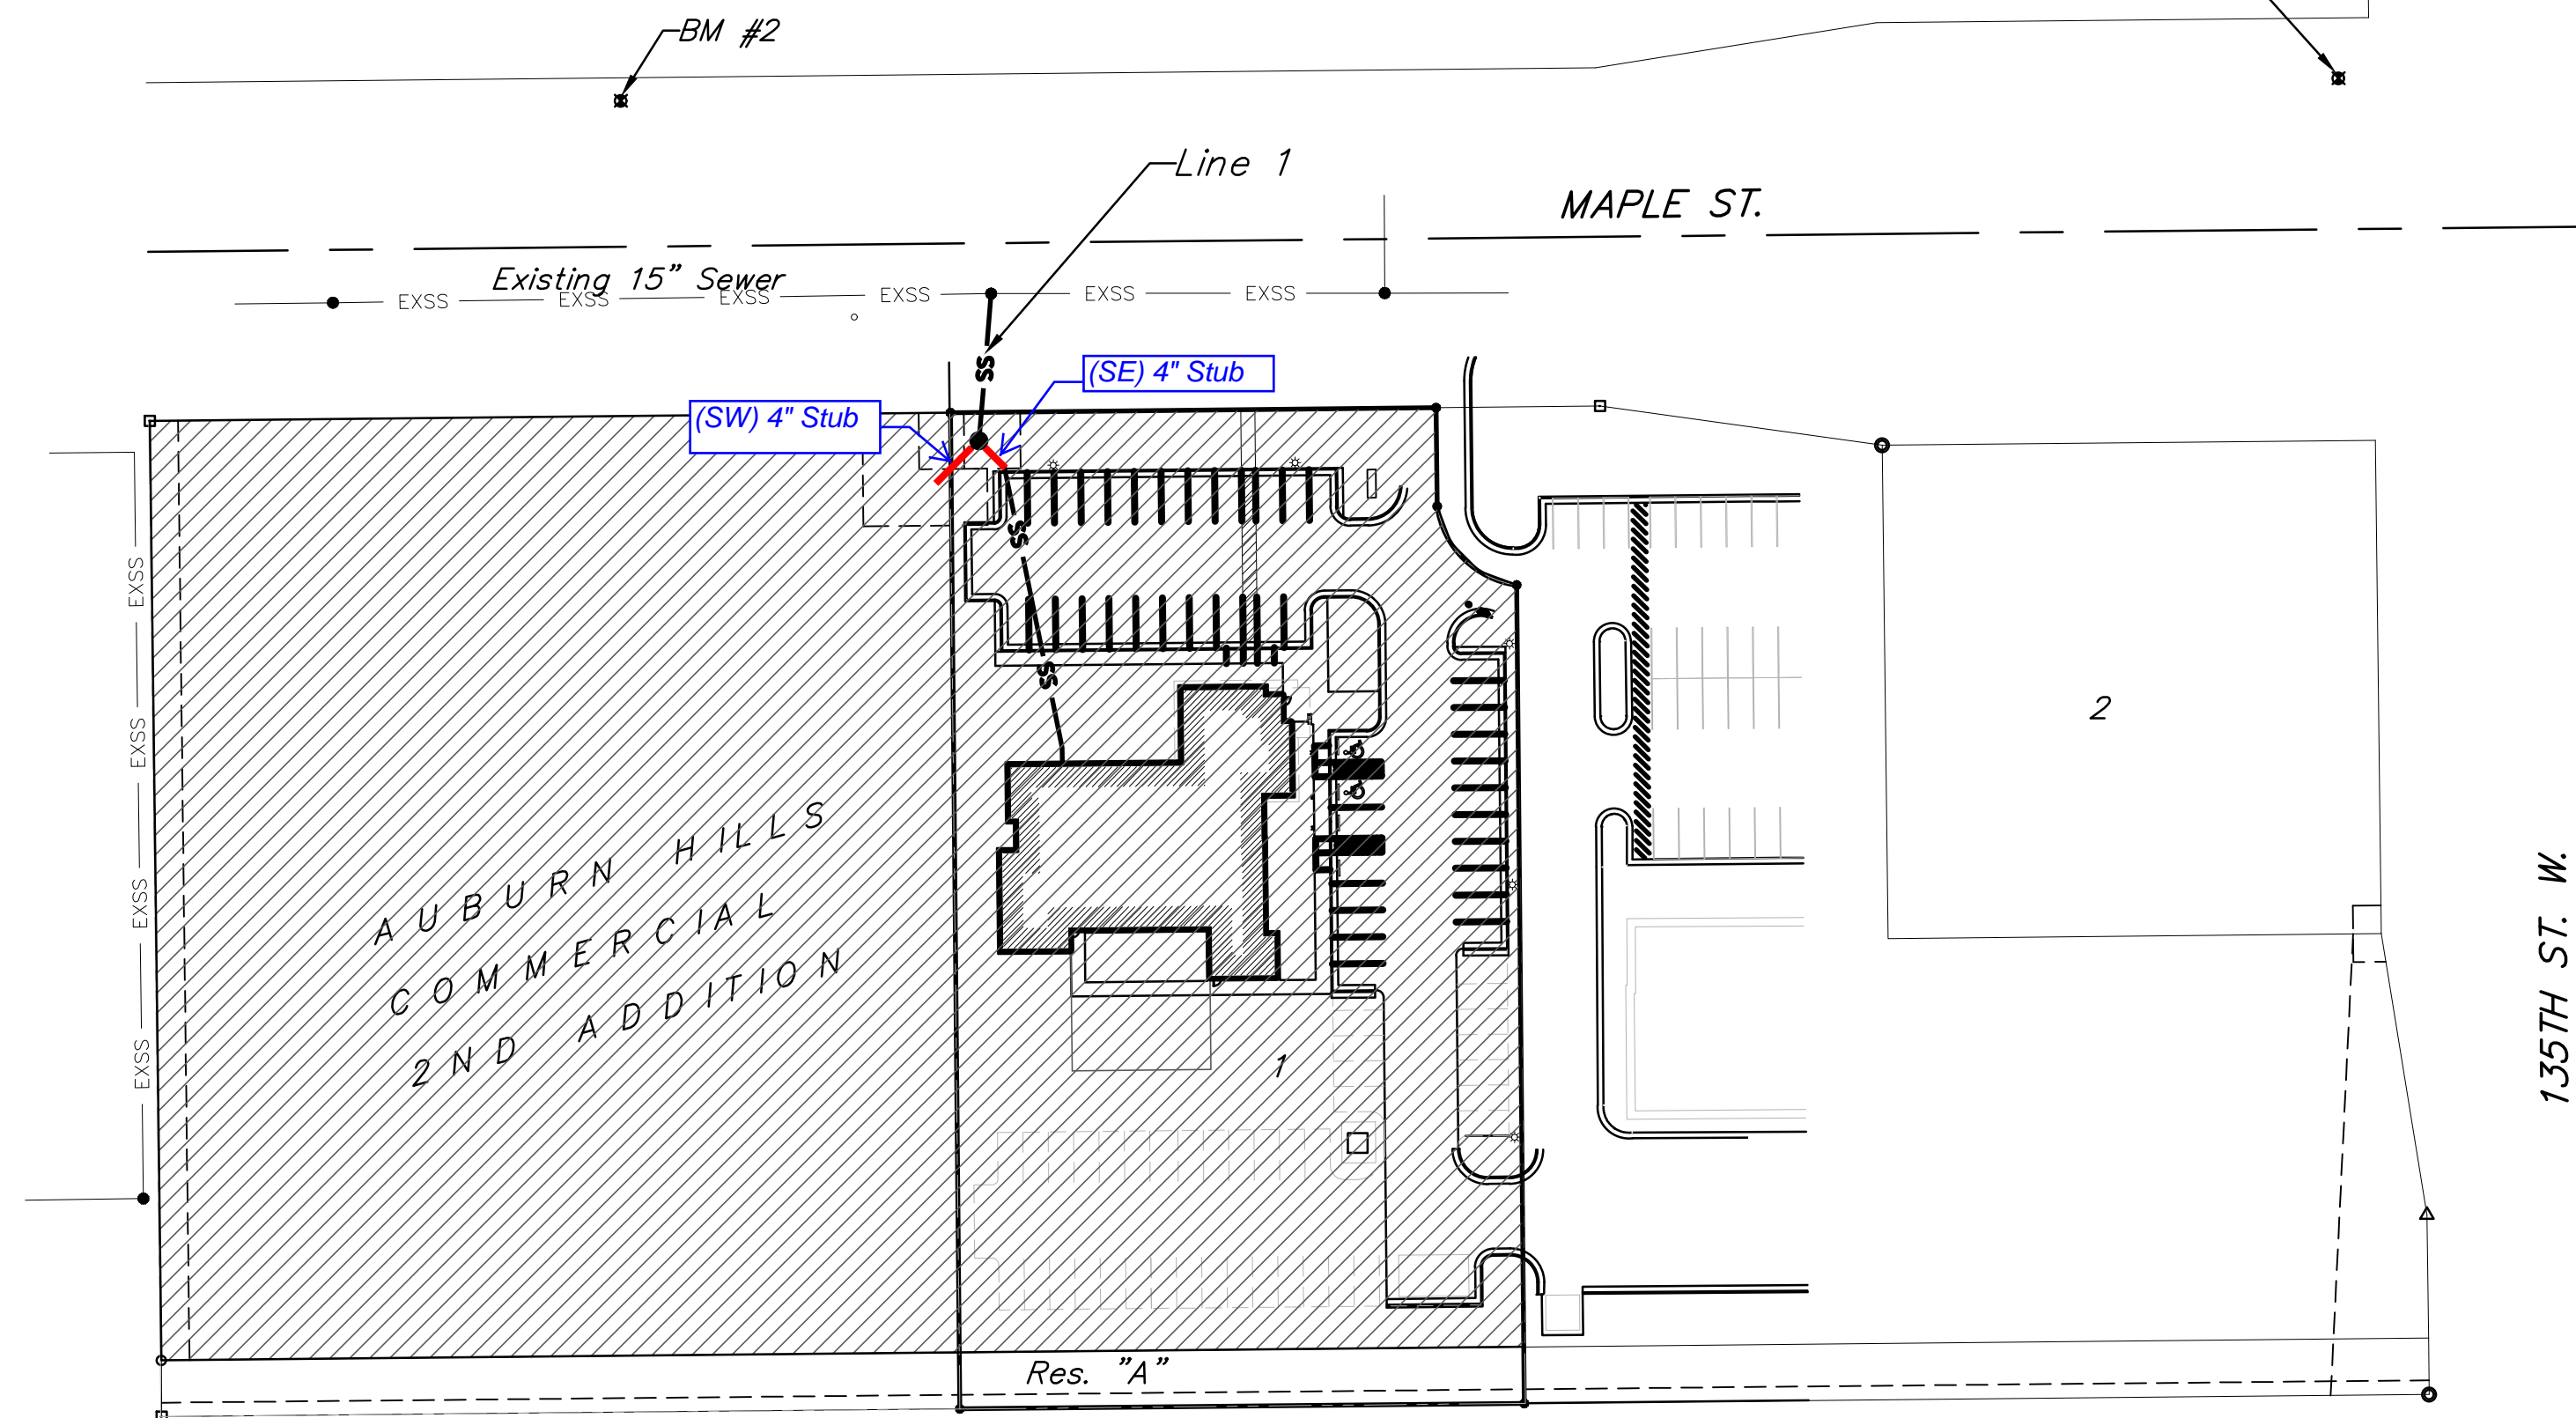 BM #2
Line 1
MAPLE ST.
Existing 15" Sewer
EXSS
EXSS
EXSS
EXSS
EXSS
EXSS
SS
(SE) 4" Stub
(SW) 4" Stub
SS
EXSS
SS
2
EXSS
AUBURN HILLS
COMMERCIAL
2ND ADDITION
EXSS
135TH ST. W.
EXSS
1
Res. "A"